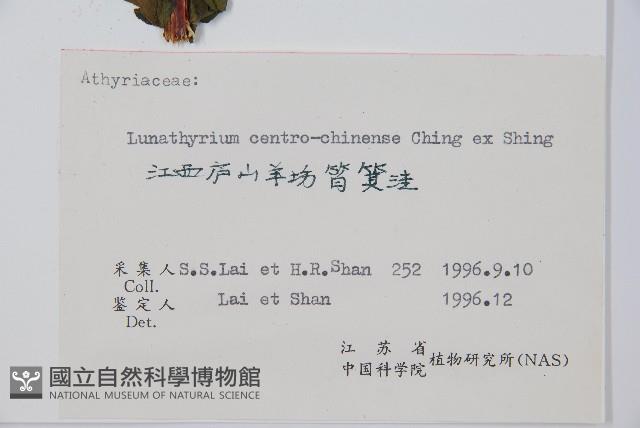 Athyriaceae:
Lunathyrium centro-chinense Ching ex Shing
江西庐山羊场筲箕洼
采集人 S.S.Lai et H.R.Shan 252 1996.9.10
Coll.
鉴定人 Lai et Shan 1996.12
Det.
江苏省
中国科学院 植物研究所(NAS)
國立自然科學博物館
NATIONAL MUSEUM OF NATURAL SCIENCE